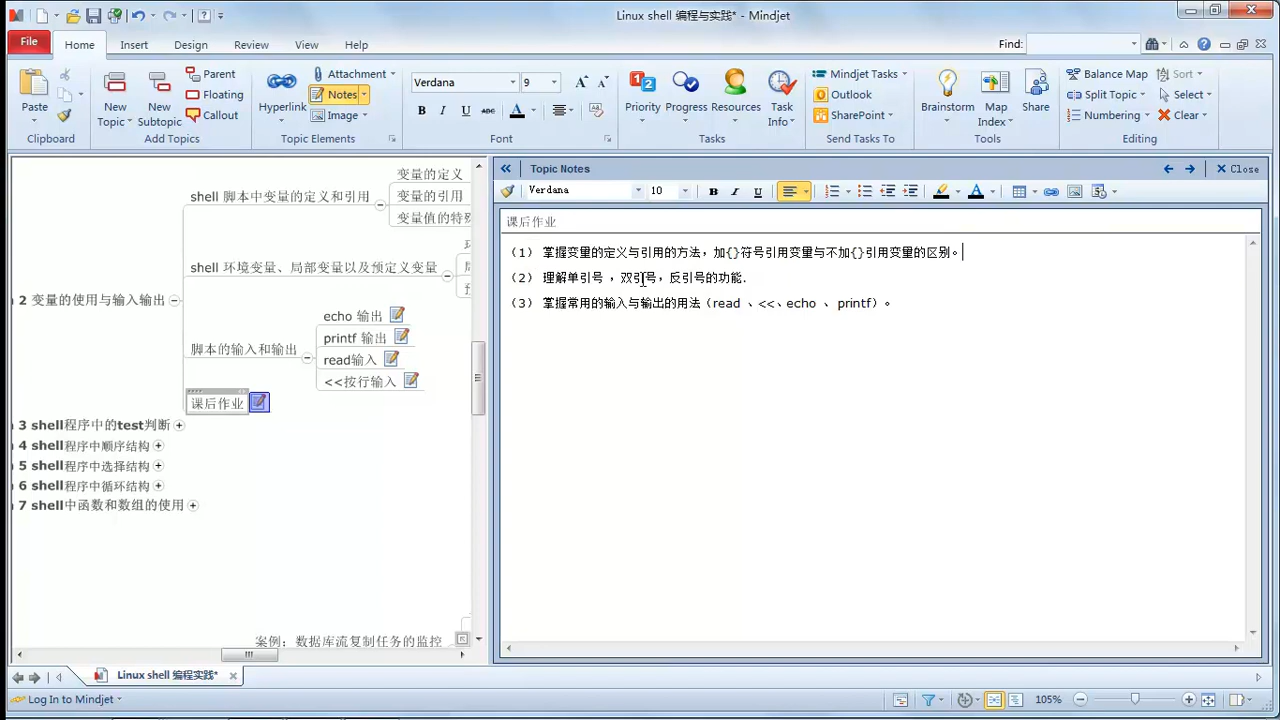 Linux shell 编程与实践* - Mindjet
File
Home
Insert
Design
Review
View
Help
Find:
Paste
Clipboard
New Topic
New Subtopic
Parent
Floating
Callout
Add Topics
Hyperlink
Attachment
Notes
Image
Topic Elements
Verdana
9
B
I
U
abc
A
Font
Priority
Progress
Resources
Task Info
Tasks
Mindjet Tasks
Outlook
SharePoint
Send Tasks To
Brainstorm
Map Index
Share
Tools
Balance Map
Split Topic
Numbering
Sort
Select
Clear
Editing
变量的定义
shell 脚本中变量的定义和引用
变量的引用
变量值的特殊
shell 环境变量、局部变量以及预定义变量
2 变量的使用与输入输出
echo 输出
printf 输出
脚本的输入和输出
read输入
<<按行输入
课后作业
3 shell程序中的test判断
4 shell程序中顺序结构
5 shell程序中选择结构
6 shell程序中循环结构
7 shell中函数和数组的使用
案例：数据库流复制任务的监控
Topic Notes
Close
Verdana
10
B
I
U
A
课后作业
（1） 掌握变量的定义与引用的方法，加{}符号引用变量与不加{}引用变量的区别。
（2） 理解单引号 ，双引号，反引号的功能.
（3） 掌握常用的输入与输出的用法（read 、<<、echo 、 printf）。
Linux shell 编程实践*
Log In to Mindjet
105%